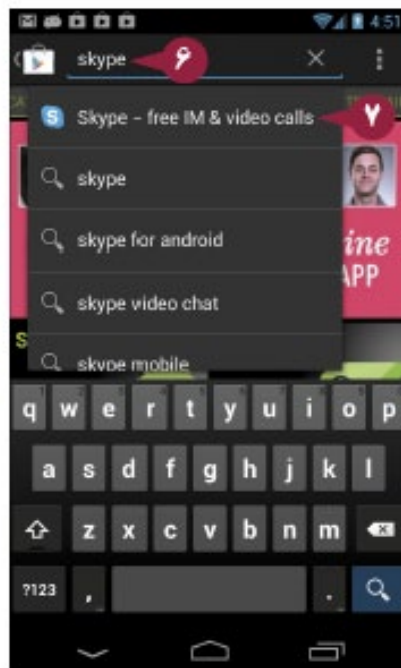 4:51
skype ۶
Skype – free IM & video calls ۷
skype
skype for android
ine
skype video chat
APP
S
skype mobile
q w e r t y u i o p
a s d f g h j k l
z x c v b n m
?123 , .